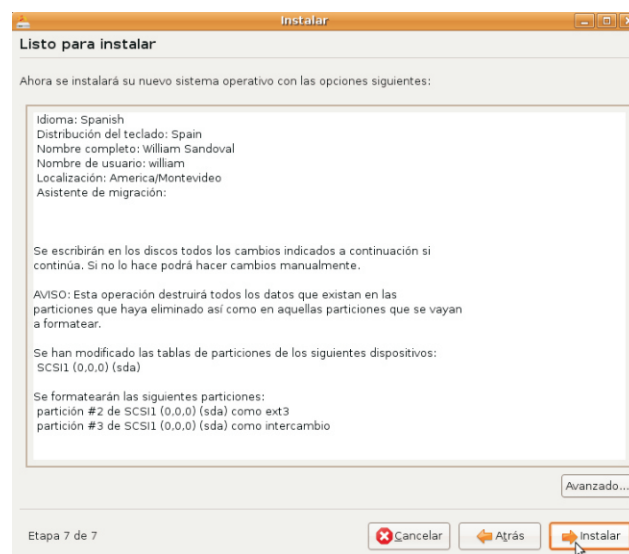 Instalar
Listo para instalar
Ahora se instalará su nuevo sistema operativo con las opciones siguientes:
Idioma: Spanish
Distribución del teclado: Spain
Nombre completo: William Sandoval
Nombre de usuario: william
Localización: America/Montevideo
Asistente de migración:
Se escribirán en los discos todos los cambios indicados a continuación si
continúa. Si no lo hace podrá hacer cambios manualmente.
AVISO: Esta operación destruirá todos los datos que existan en las
particiones que haya eliminado así como en aquellas particiones que se vayan
a formatear.
Se han modificado las tablas de particiones de los siguientes dispositivos:
SCSI1 (0,0,0) (sda)
Se formatearán las siguientes particiones:
partición #2 de SCSI1 (0,0,0) (sda) como ext3
partición #3 de SCSI1 (0,0,0) (sda) como intercambio
Avanzado...
Etapa 7 de 7
Cancelar
Atrás
Instalar